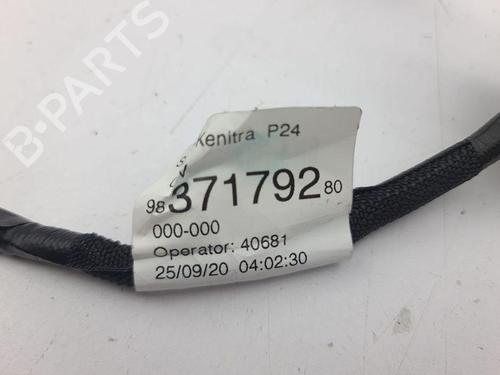 B-PARTS
Kenitra P24
98 371792 80
000-000
Operator: 40681
25/09/20 04:02:30